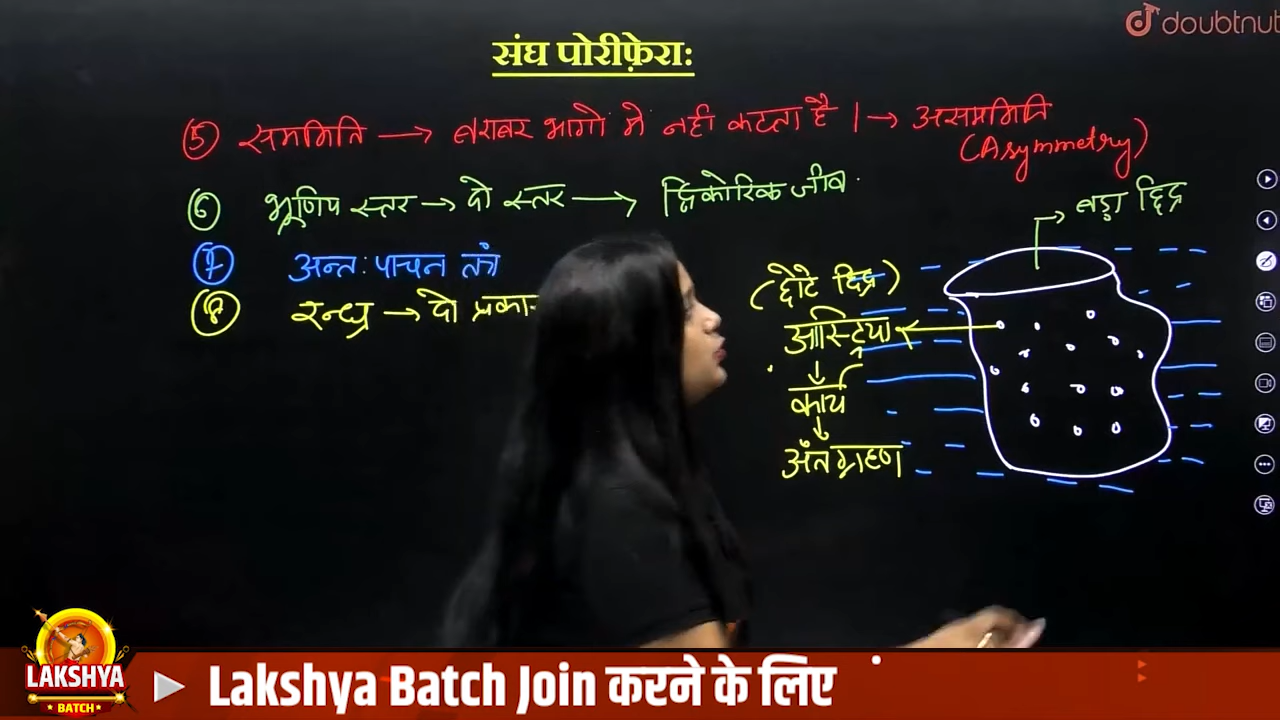 doubtnut
संघ पोरीफ़ेरा:
5 सममिति → बराबर भागो मे नही कटता है । → असममिति
(Asymmetry)
6 भ्रूणिय स्तर → दो स्तर → द्विकोरिक जीव
→ बड़ा छिद्र
7 अन्तः पाचन तंत्र
8 रन्ध्र → दो प्रकार
(छोटे छिद्र)
आस्ट्रिया
↓
कार्य
↓
अंतग्रहण
LAKSHYA
BATCH
Lakshya Batch Join करने के लिए